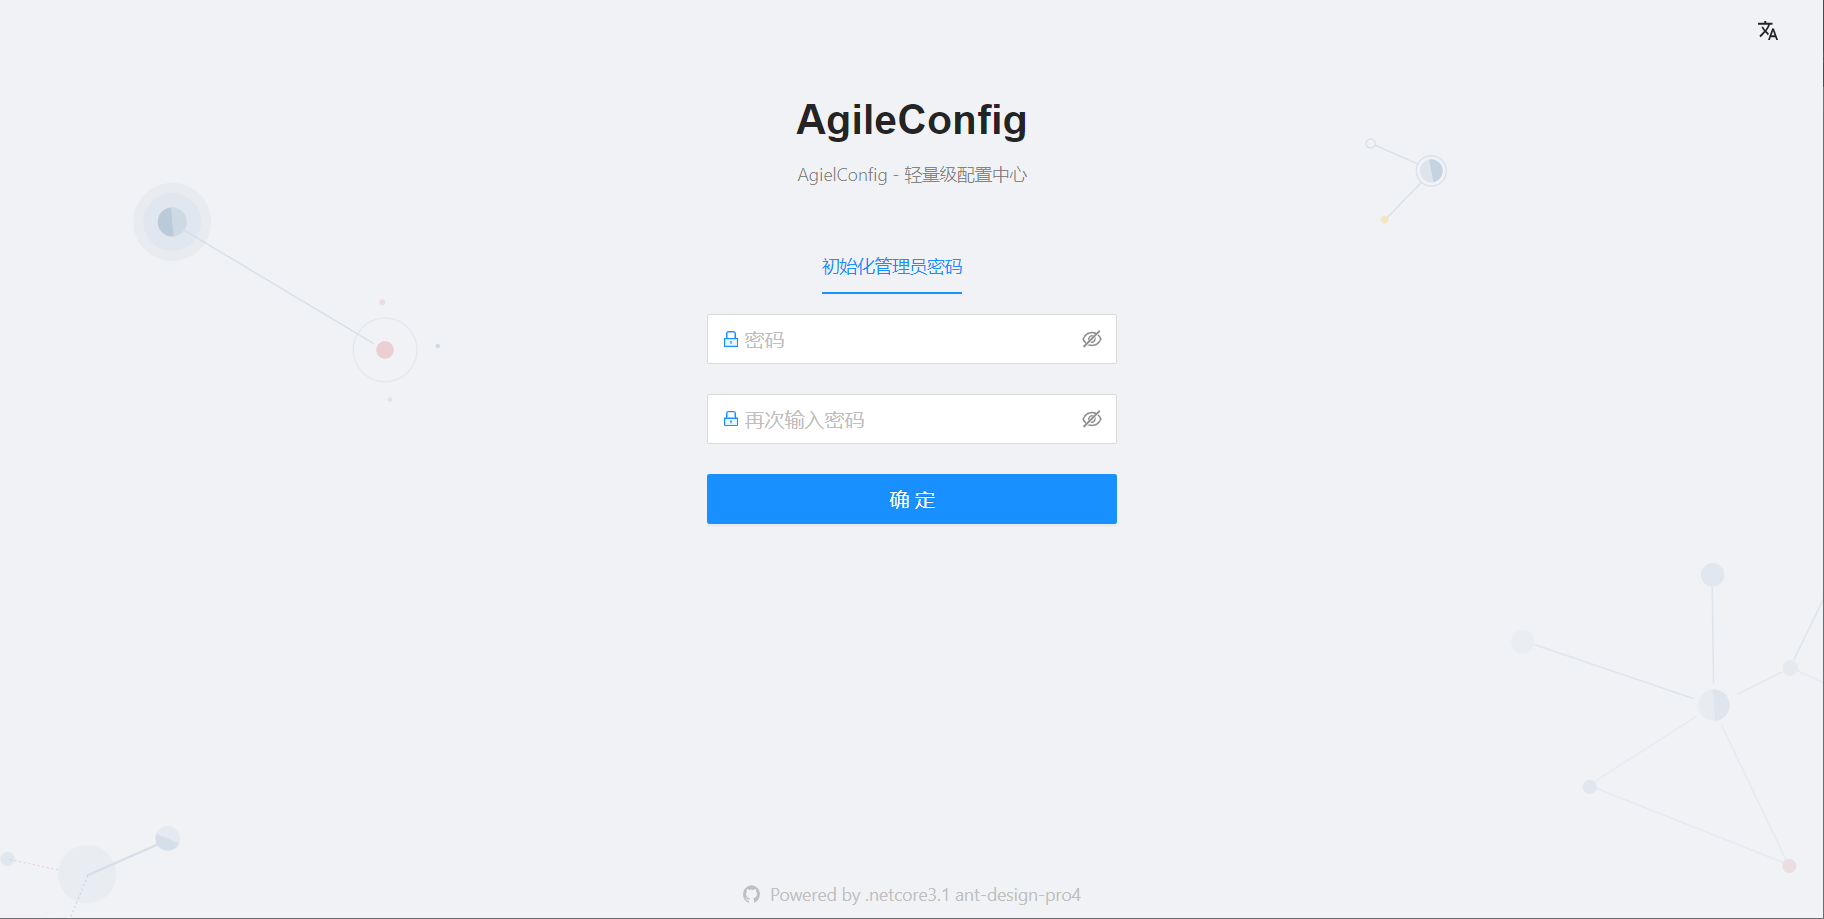 AgileConfig
AgielConfig - 轻量级配置中心
初始化管理员密码
密码
再次输入密码
确 定
Powered by .netcore3.1 ant-design-pro4